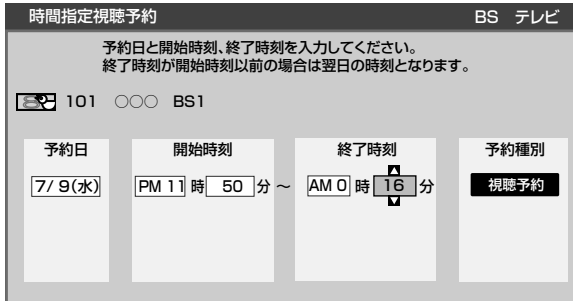 時間指定視聴予約 BS テレビ
予約日と開始時刻、終了時刻を入力してください。
終了時刻が開始時刻以前の場合は翌日の時刻となります。
101 ○○○ BS1
予約日 開始時刻 終了時刻 予約種別
7/ 9(水) PM 11 時 50 分 ~ AM 0 時 16 分 視聴予約